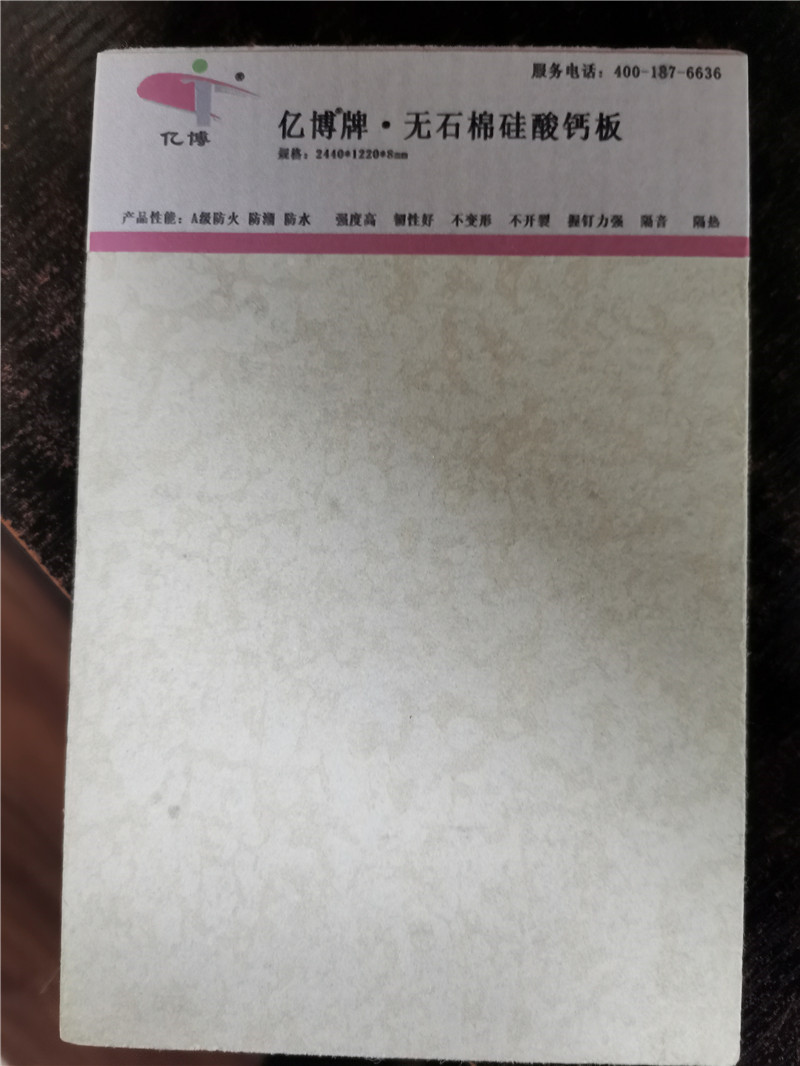 服务电话：400-187-6636
®
亿博
亿博®牌·无石棉硅酸钙板
规格：2440*1220*8mm
产品性能：A级防火 防潮 防水 强度高 韧性好 不变形 不开裂 握钉力强 隔音 隔热